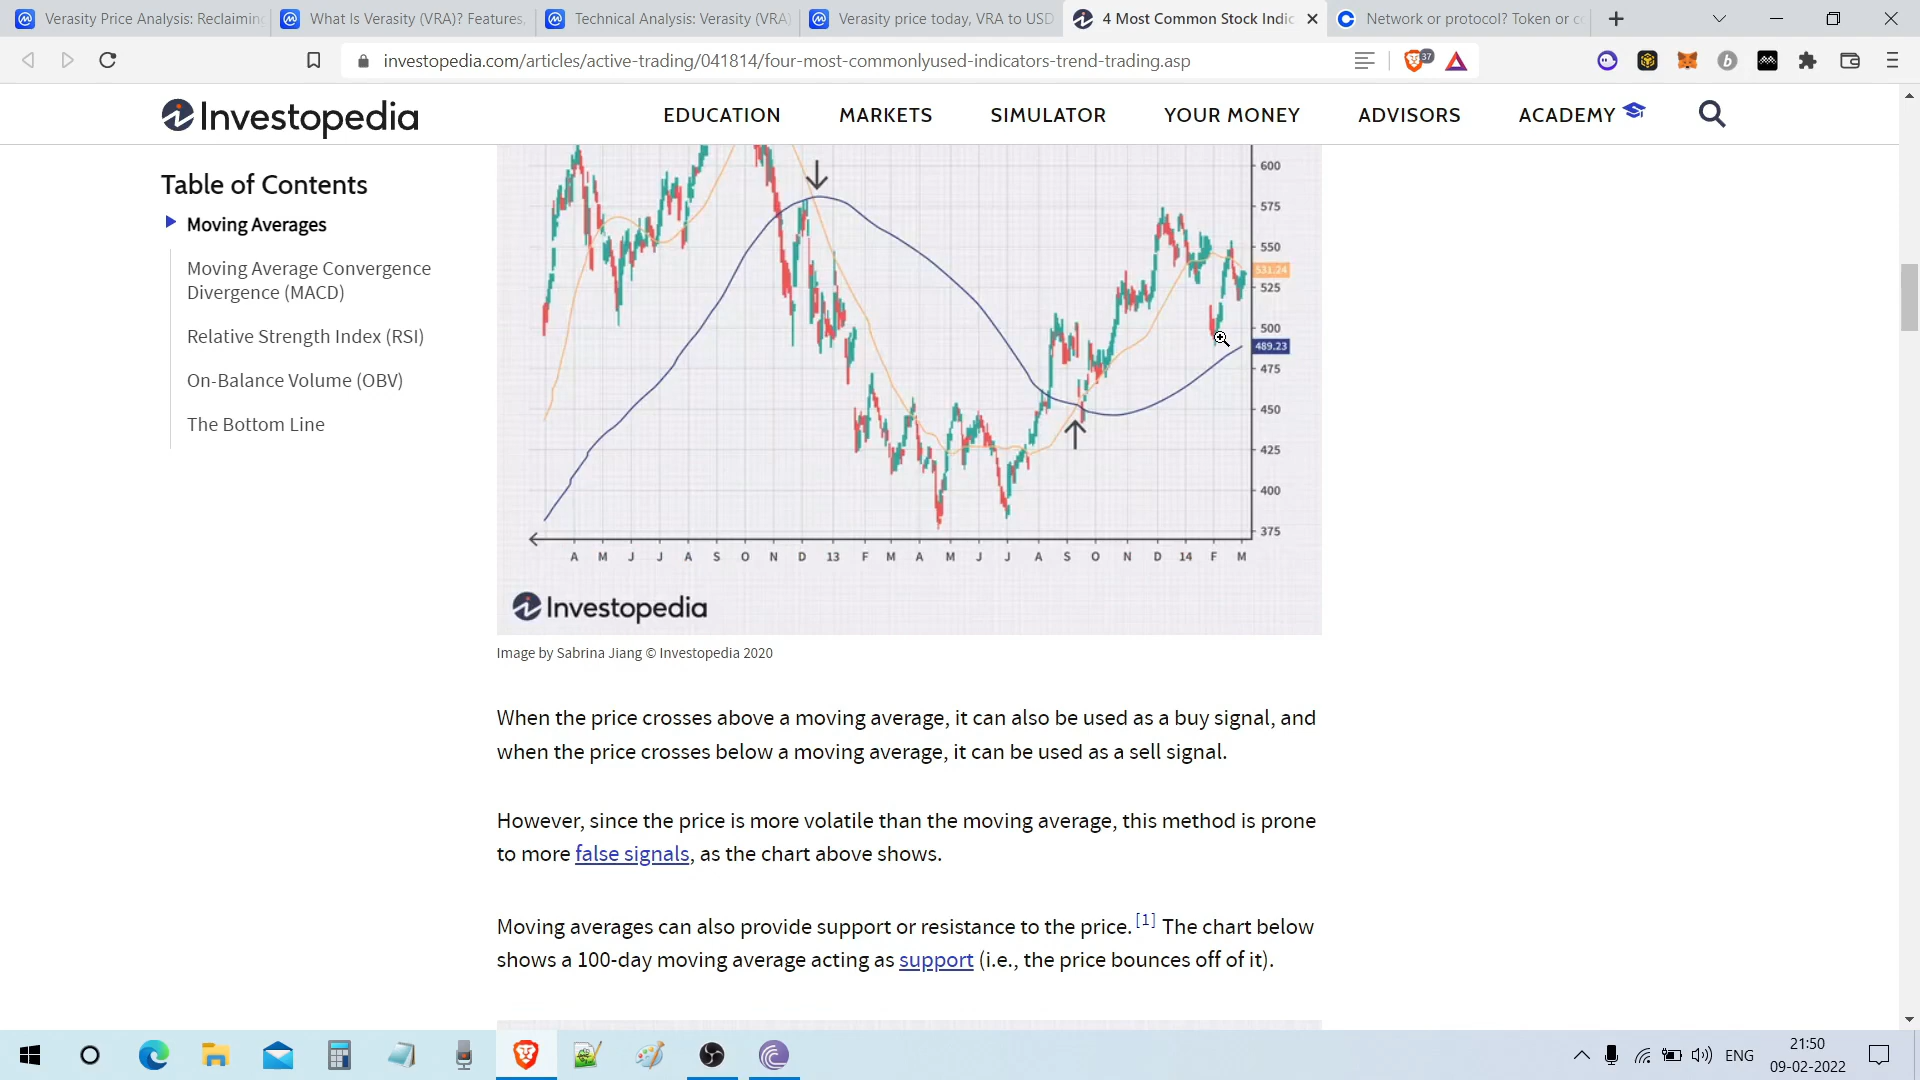 Verasity Price Analysis: Reclaimin
What Is Verasity (VRA)? Features,
Technical Analysis: Verasity (VRA)
Verasity price today, VRA to USD
4 Most Common Stock Indic
Network or protocol? Token or co
investopedia.com/articles/active-trading/041814/four-most-commonlyused-indicators-trend-trading.asp
37
Investopedia
EDUCATION
MARKETS
SIMULATOR
YOUR MONEY
ADVISORS
ACADEMY
Table of Contents
Moving Averages
Moving Average Convergence
Divergence (MACD)
Relative Strength Index (RSI)
On-Balance Volume (OBV)
The Bottom Line
600
575
550
531.24
525
500
489.23
475
450
425
400
375
A M J J A S O N D 13 F M A M J J A S O N D 14 F M
Investopedia
Image by Sabrina Jiang © Investopedia 2020
When the price crosses above a moving average, it can also be used as a buy signal, and
when the price crosses below a moving average, it can be used as a sell signal.
However, since the price is more volatile than the moving average, this method is prone
to more false signals, as the chart above shows.
Moving averages can also provide support or resistance to the price.[1] The chart below
shows a 100-day moving average acting as support (i.e., the price bounces off of it).
ENG
21:50
09-02-2022